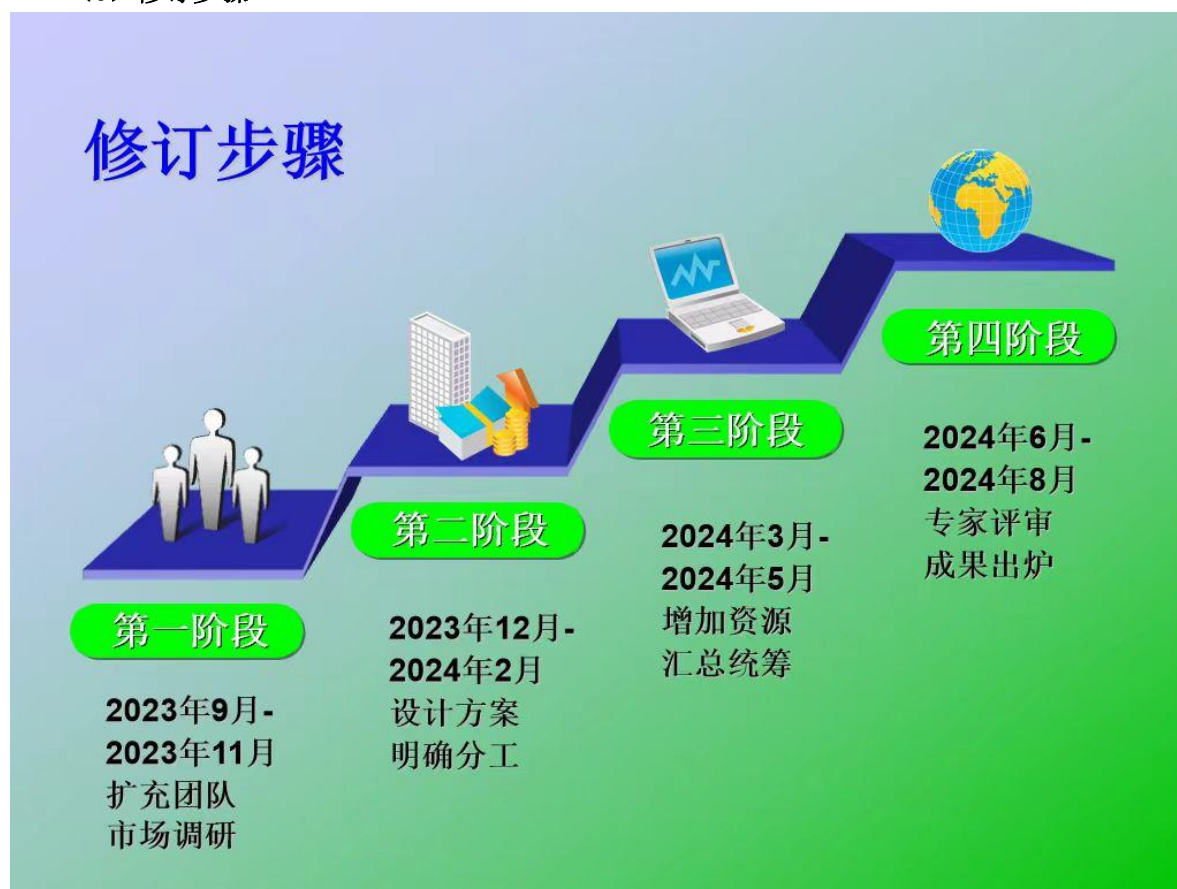 修订步骤
修订步骤
第一阶段
2023年9月-
2023年11月
扩充团队
市场调研
第二阶段
2023年12月-
2024年2月
设计方案
明确分工
第三阶段
2024年3月-
2024年5月
增加资源
汇总统筹
第四阶段
2024年6月-
2024年8月
专家评审
成果出炉